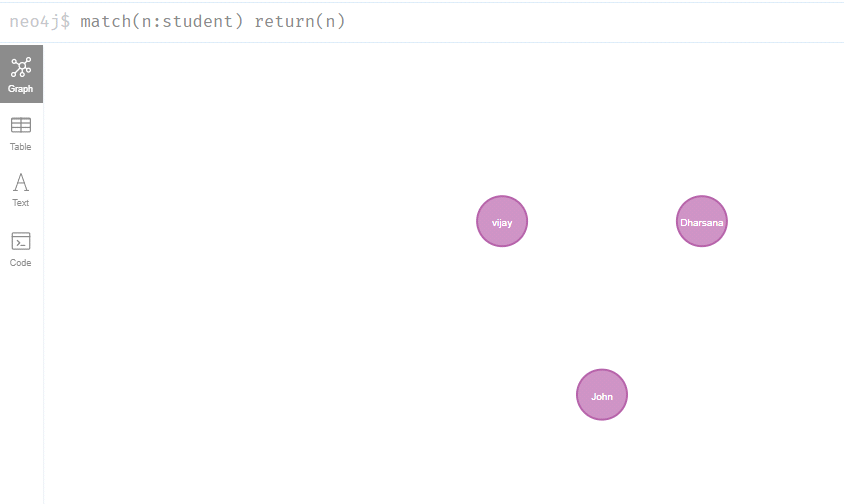 neo4j$ match(n:student) return(n)
Graph
Table
Text
Code
vijay
Dharsana
John